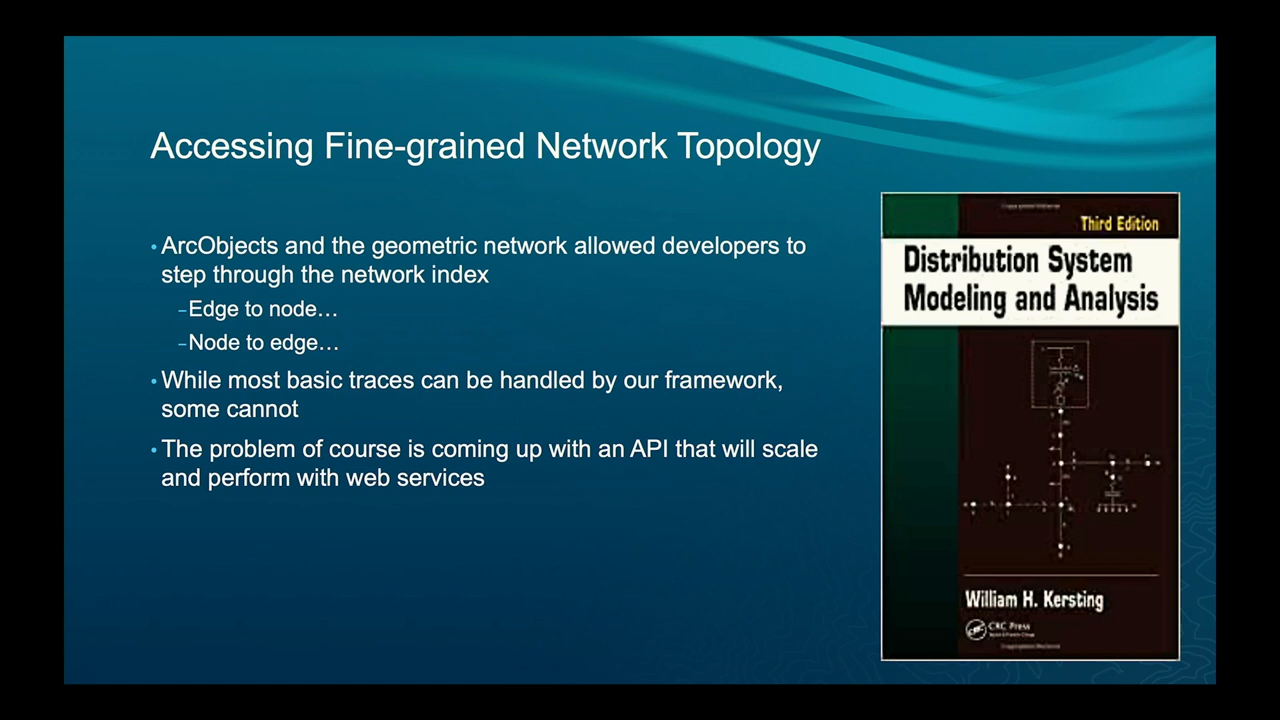 Accessing Fine-grained Network Topology
• ArcObjects and the geometric network allowed developers to
step through the network index
–Edge to node…
–Node to edge…
• While most basic traces can be handled by our framework,
some cannot
• The problem of course is coming up with an API that will scale
and perform with web services
Third Edition
Distribution System
Modeling and Analysis
William H. Kersting
CRC Press